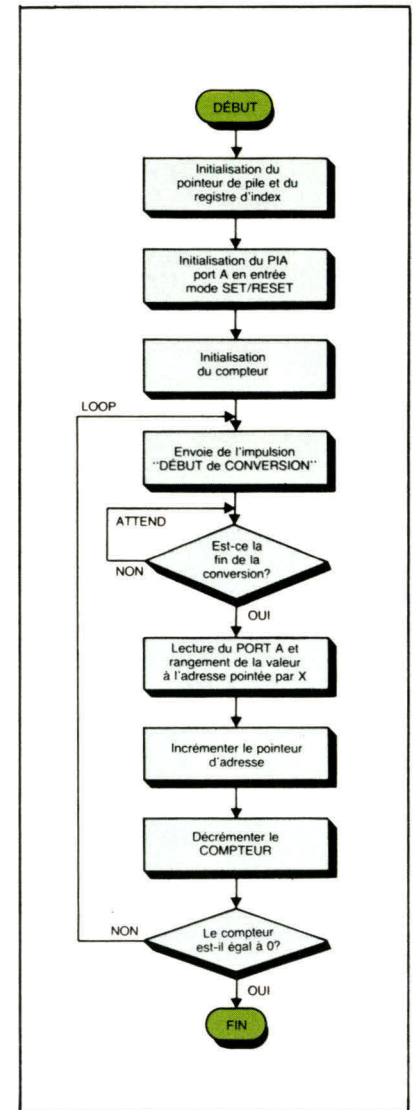 DÉBUT
Initialisation du
pointeur de pile et du
registre d'index
Initialisation du PIA
port A en entrée
mode SET/RESET
Initialisation
du compteur
LOOP
Envoie de l'impulsion
"DÉBUT de CONVERSION"
ATTEND
Est-ce la
fin de la
conversion?
NON
OUI
Lecture du PORT A et
rangement de la valeur
à l'adresse pointée par X
Incrémenter le pointeur
d'adresse
Décrémenter le
COMPTEUR
NON
Le compteur
est-il égal à 0?
OUI
FIN